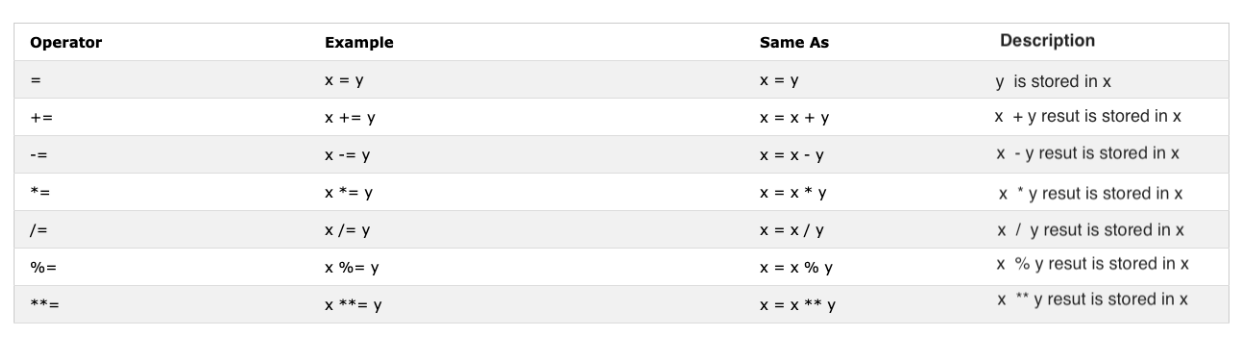 Operator Example Same As Description
= x = y x = y y is stored in x
+= x += y x = x + y x + y resut is stored in x
-= x -= y x = x - y x - y resut is stored in x
*= x *= y x = x * y x * y resut is stored in x
/= x /= y x = x / y x / y resut is stored in x
%= x %= y x = x % y x % y resut is stored in x
**= x **= y x = x ** y x ** y resut is stored in x